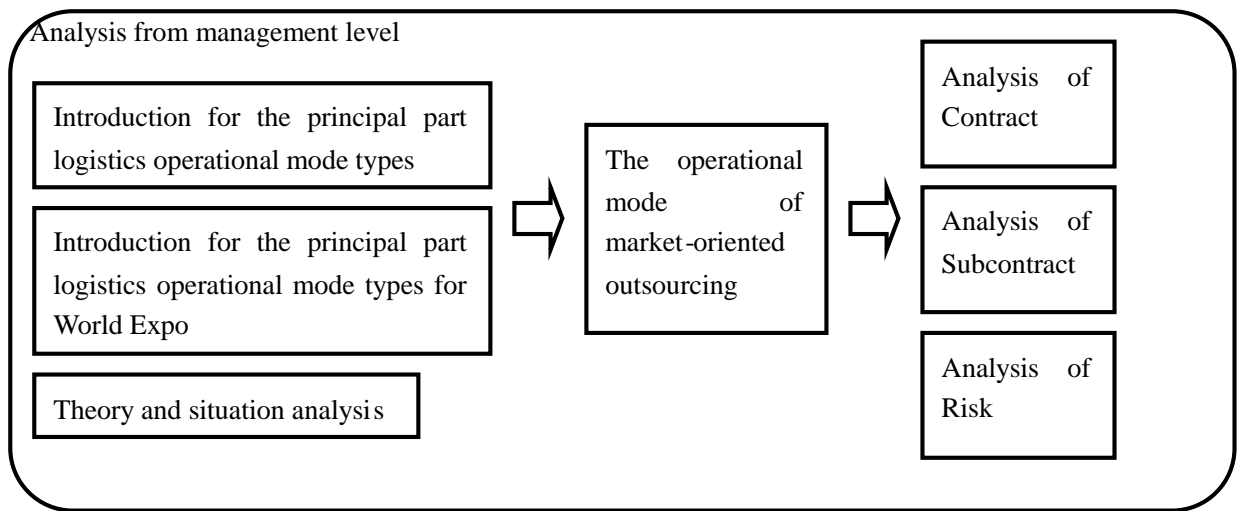 Analysis from management level
Introduction for the principal part
logistics operational mode types
Introduction for the principal part
logistics operational mode types for
World Expo
Theory and situation analysis
The operational
mode of
market-oriented
outsourcing
Analysis of
Contract
Analysis of
Subcontract
Analysis of
Risk